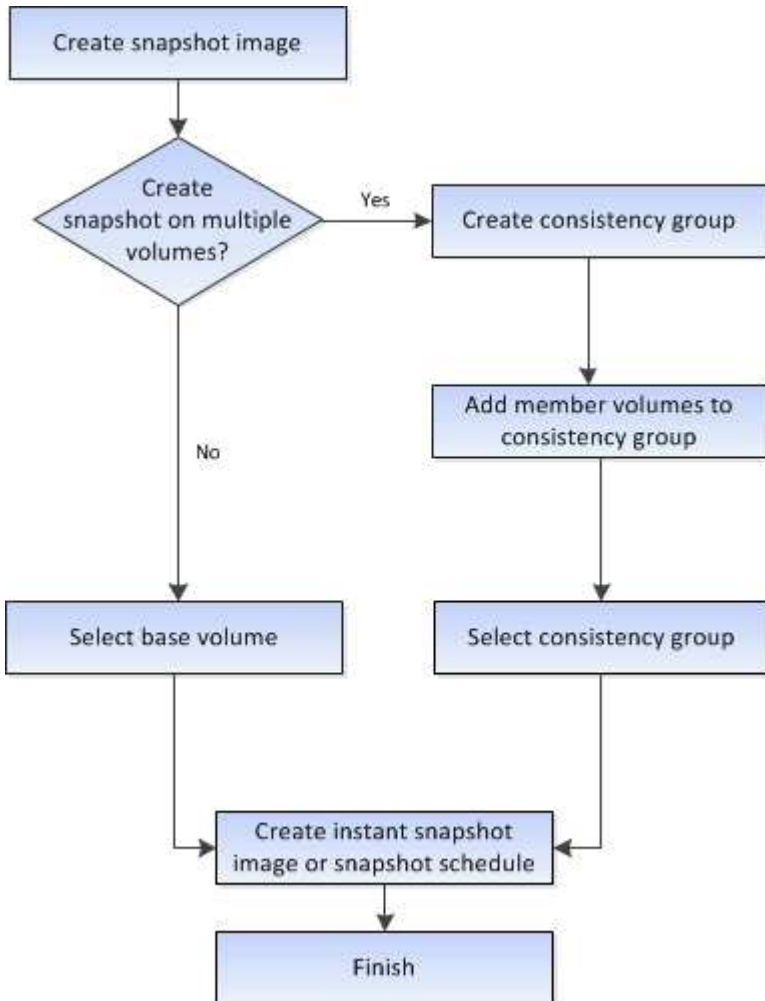 Create snapshot image
Create
snapshot on multiple
volumes?
Yes
Create consistency group
Add member volumes to
consistency group
No
Select base volume
Select consistency group
Create instant snapshot
image or snapshot schedule
Finish